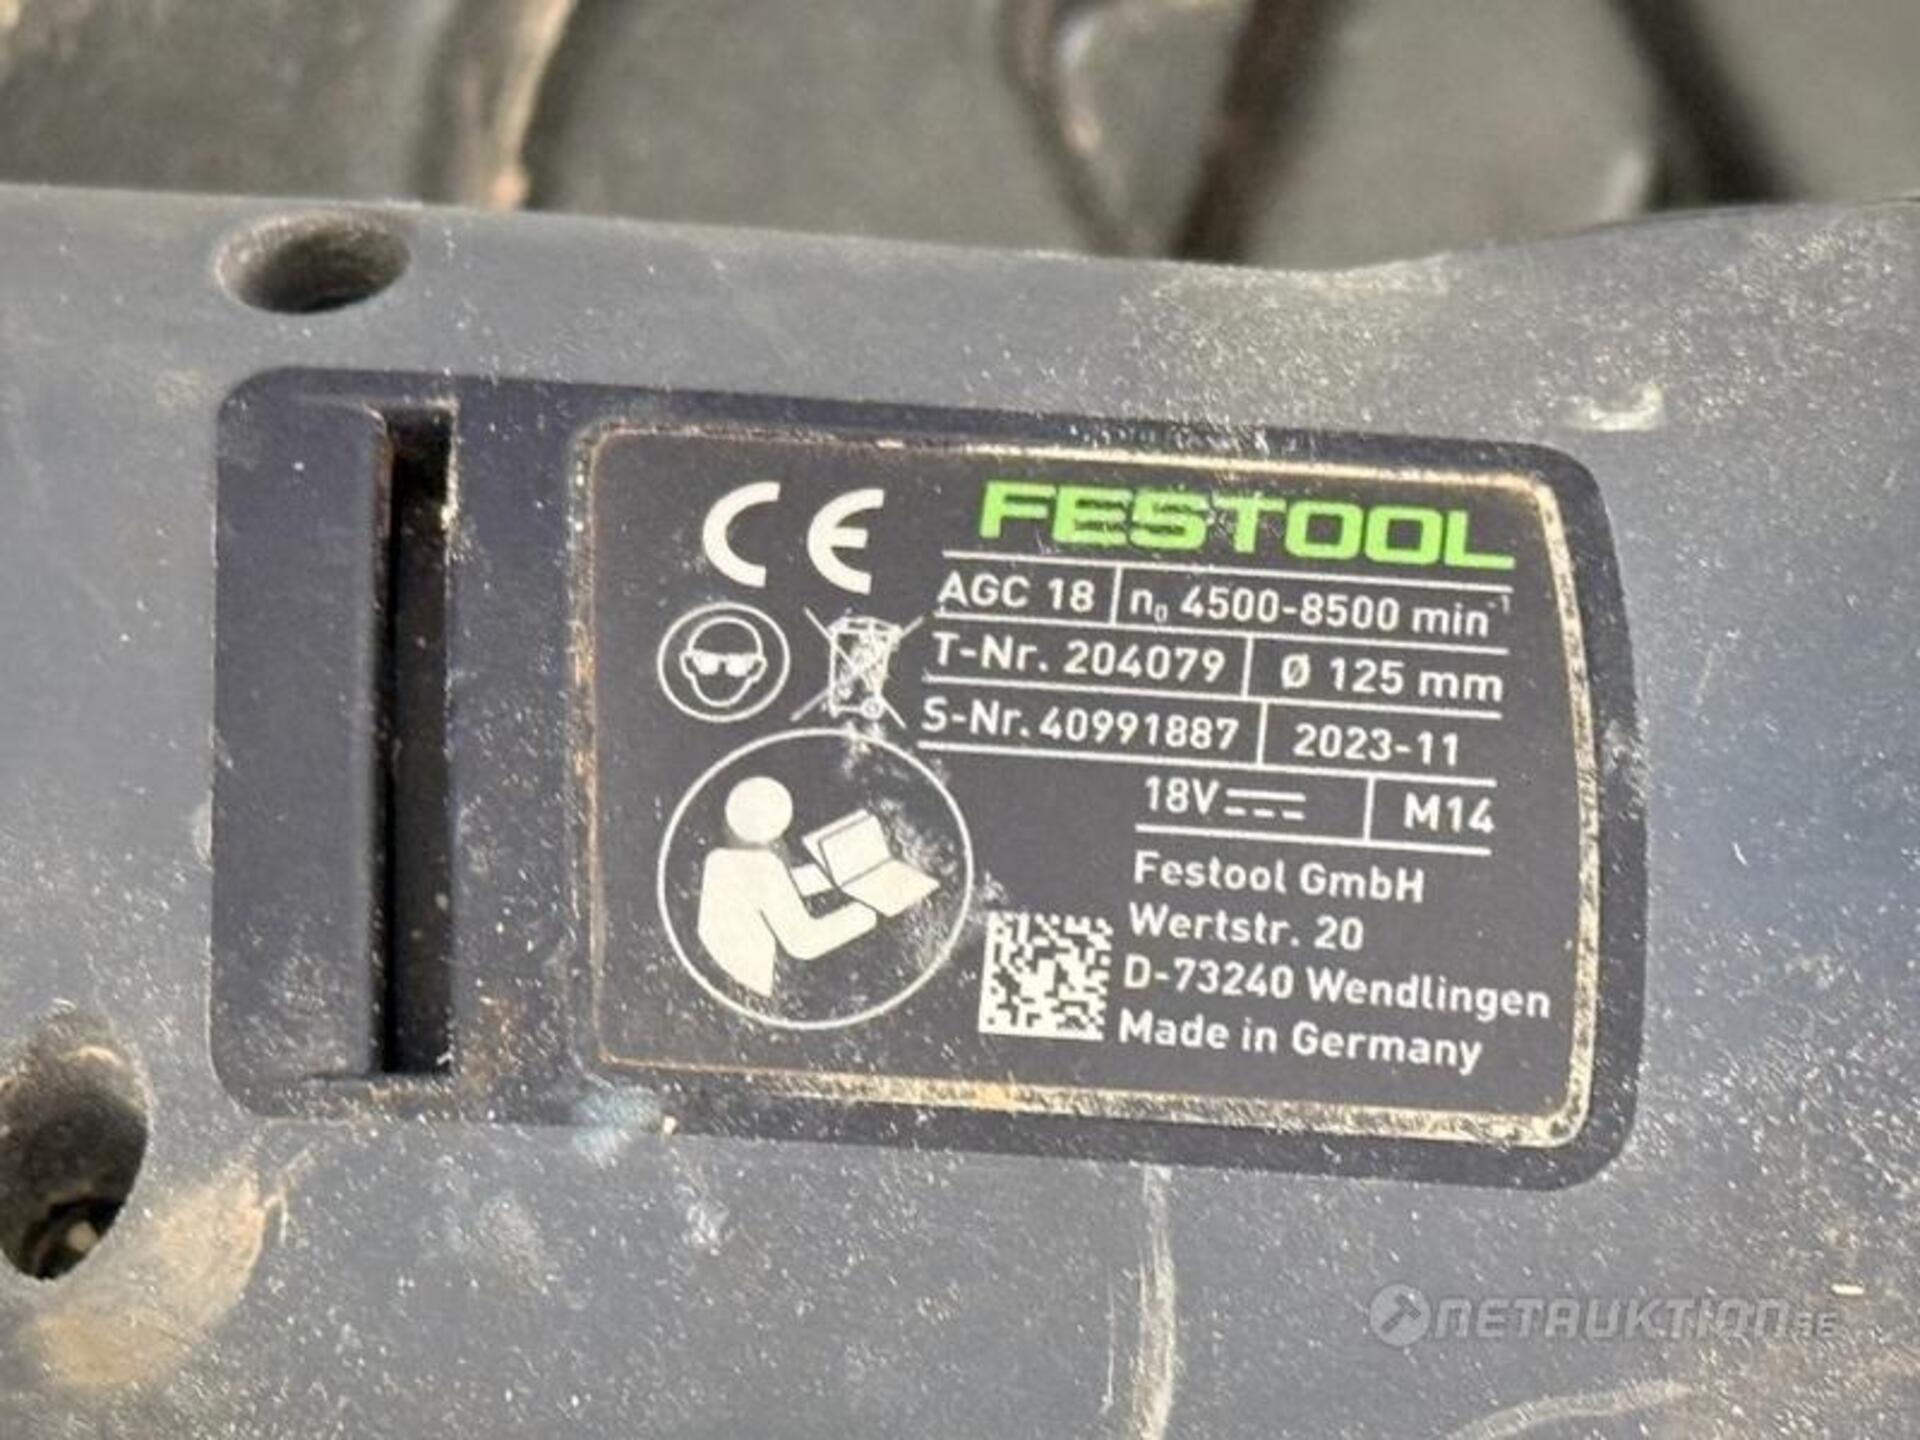 CE FESTOOL
AGC 18 n₀ 4500-8500 min⁻¹
T-Nr. 204079 Ø 125 mm
S-Nr. 40991887 2023-11
18V M14
Festool GmbH
Wertstr. 20
D-73240 Wendlingen
Made in Germany
NETAUKTION.SE